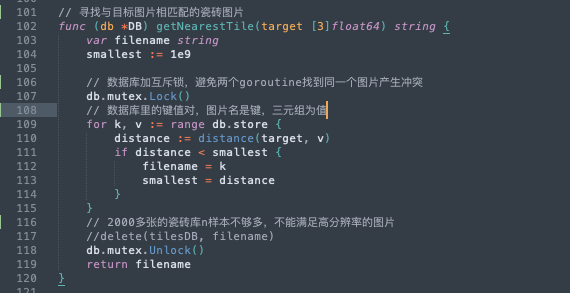 101 // 寻找与目标图片相匹配的瓷砖图片
102 func (db *DB) getNearestTile(target [3]float64) string {
103     var filename string
104     smallest := 1e9
105
106     // 数据库加互斥锁，避免两个goroutine找到同一个图片产生冲突
107     db.mutex.Lock()
108     // 数据库里的键值对，图片名是键，三元组为值
109     for k, v := range db.store {
110         distance := distance(target, v)
111         if distance < smallest {
112             filename = k
113             smallest = distance
114         }
115     }
116     // 2000多张的瓷砖库n样本不够多，不能满足高分辨率的图片
117     //delete(tilesDB, filename)
118     db.mutex.Unlock()
119     return filename
120 }